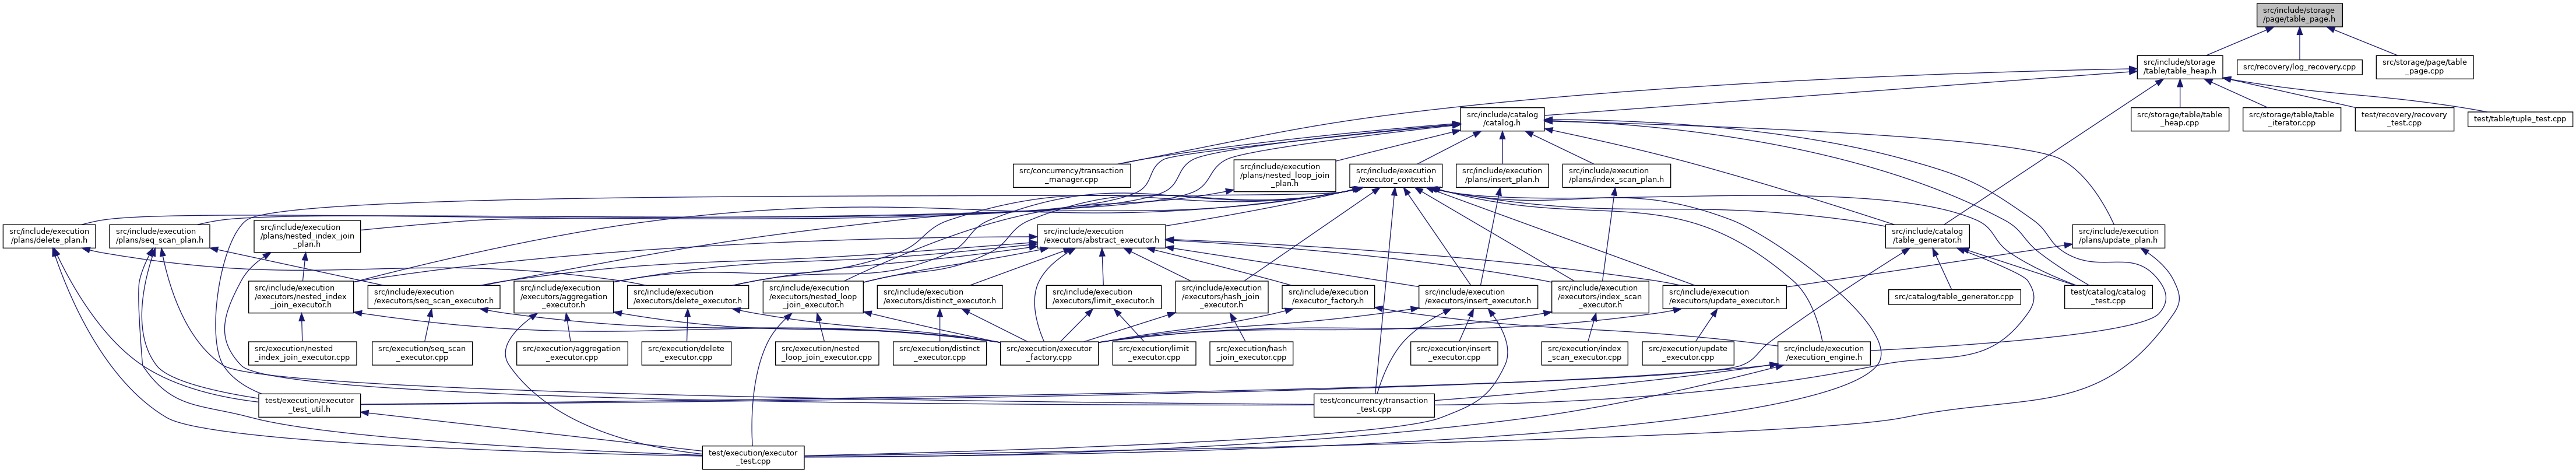 src/include/storage
/page/table_page.h
src/include/storage
/table/table_heap.h
src/recovery/log_recovery.cpp
src/storage/page/table
_page.cpp
src/include/catalog
/catalog.h
src/storage/table/table
_heap.cpp
src/storage/table/table
_iterator.cpp
test/recovery/recovery
_test.cpp
test/table/tuple_test.cpp
src/concurrency/transaction
_manager.cpp
src/include/execution
/plans/nested_loop_join
_plan.h
src/include/execution
/executor_context.h
src/include/execution
/plans/insert_plan.h
src/include/execution
/plans/index_scan_plan.h
src/include/execution
/plans/delete_plan.h
src/include/execution
/plans/seq_scan_plan.h
src/include/execution
/plans/nested_index_join
_plan.h
src/include/execution
/executors/abstract_executor.h
src/include/catalog
/table_generator.h
src/include/execution
/plans/update_plan.h
src/include/execution
/executors/nested_index
_join_executor.h
src/include/execution
/executors/seq_scan_executor.h
src/include/execution
/executors/aggregation
_executor.h
src/include/execution
/executors/delete_executor.h
src/include/execution
/executors/nested_loop
_join_executor.h
src/include/execution
/executors/distinct_executor.h
src/include/execution
/executors/limit_executor.h
src/include/execution
/executors/hash_join
_executor.h
src/include/execution
/executor_factory.h
src/include/execution
/executors/insert_executor.h
src/include/execution
/executors/index_scan
_executor.h
src/include/execution
/executors/update_executor.h
src/catalog/table_generator.cpp
test/catalog/catalog
_test.cpp
src/execution/nested
_index_join_executor.cpp
src/execution/seq_scan
_executor.cpp
src/execution/aggregation
_executor.cpp
src/execution/delete
_executor.cpp
src/execution/nested
_loop_join_executor.cpp
src/execution/distinct
_executor.cpp
src/execution/executor
_factory.cpp
src/execution/limit
_executor.cpp
src/execution/hash
_join_executor.cpp
src/execution/insert
_executor.cpp
src/execution/index
_scan_executor.cpp
src/execution/update
_executor.cpp
src/include/execution
/execution_engine.h
test/execution/executor
_test_util.h
test/concurrency/transaction
_test.cpp
test/execution/executor
_test.cpp